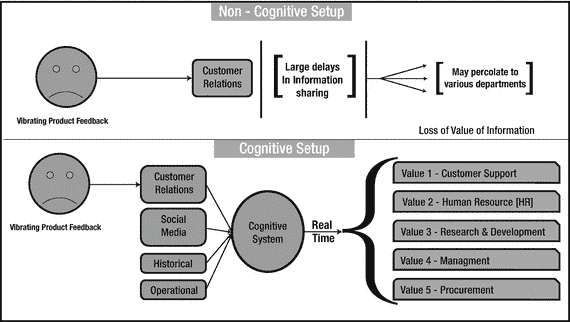 Non - Cognitive Setup
Vibrating Product Feedback
Customer
Relations
Large delays
In Information
sharing
May percolate to
various departments
Loss of Value of Information
Cognitive Setup
Vibrating Product Feedback
Customer
Relations
Social
Media
Historical
Operational
Cognitive
System
Real
Time
Value 1 - Customer Support
Value 2 - Human Resource [HR]
Value 3 - Research & Development
Value 4 - Managment
Value 5 - Procurement